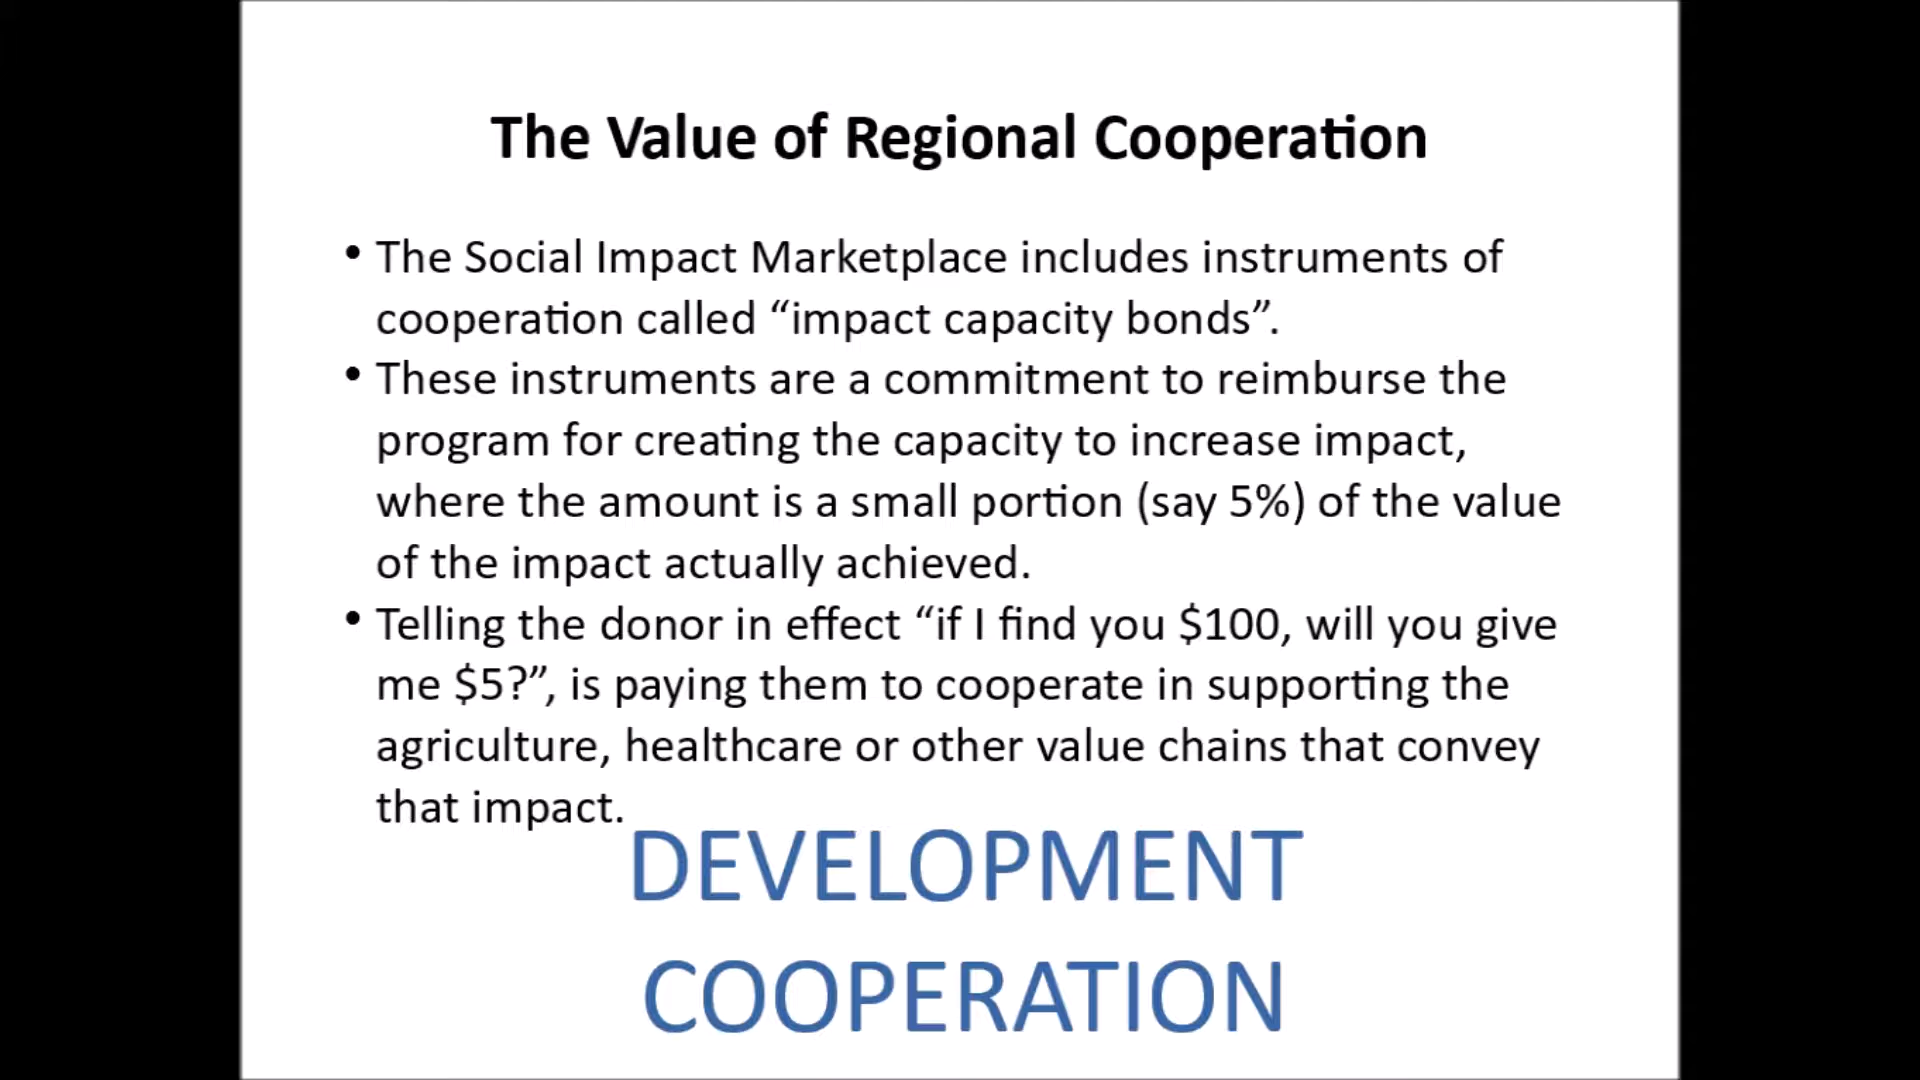 The Value of Regional Cooperation
• The Social Impact Marketplace includes instruments of
cooperation called “impact capacity bonds”.
• These instruments are a commitment to reimburse the
program for creating the capacity to increase impact,
where the amount is a small portion (say 5%) of the value
of the impact actually achieved.
• Telling the donor in effect “if I find you $100, will you give
me $5?”, is paying them to cooperate in supporting the
agriculture, healthcare or other value chains that convey
that impact.
DEVELOPMENT
COOPERATION